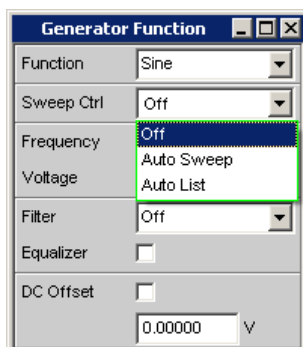 Generator Function
Function Sine
Sweep Ctrl Off
Off
Frequency
Auto Sweep
Voltage
Auto List
Filter Off
Equalizer
DC Offset
0.00000 V